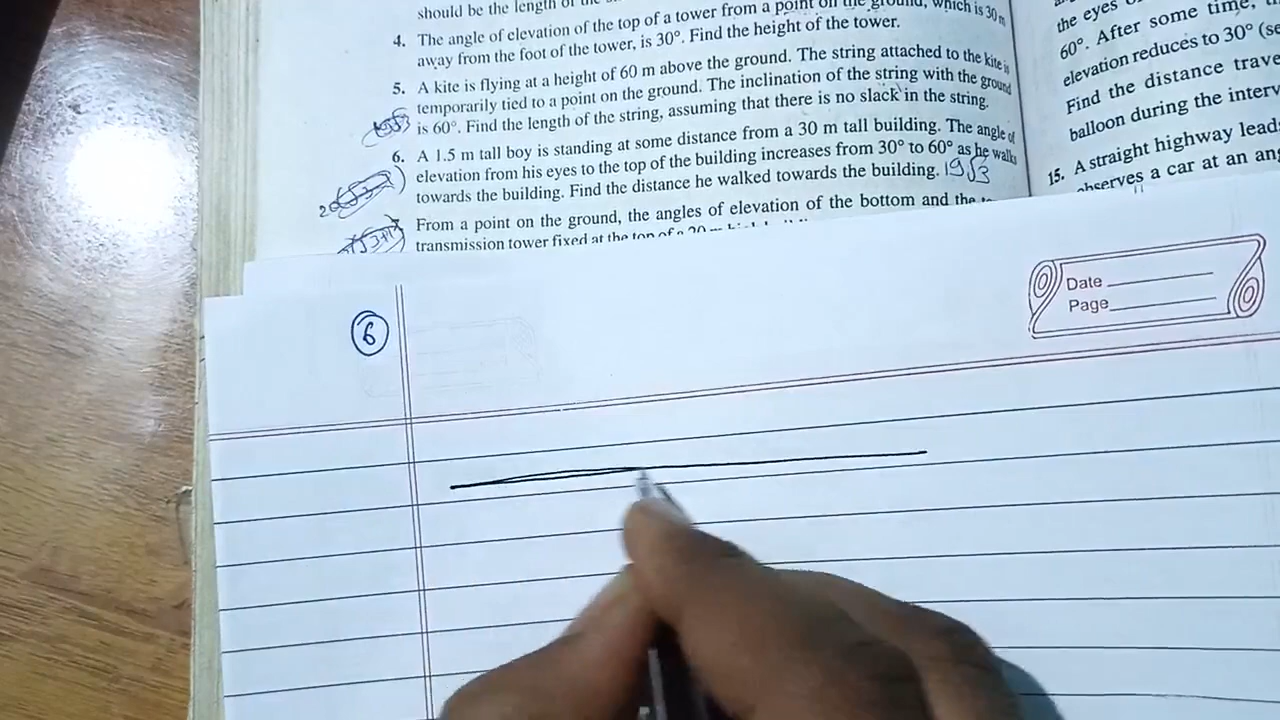 should be the length of the
4. The angle of elevation of the top of a tower from a point on the ground, which is 30 m
away from the foot of the tower, is 30°. Find the height of the tower.
5. A kite is flying at a height of 60 m above the ground. The string attached to the kite is
temporarily tied to a point on the ground. The inclination of the string with the ground
is 60°. Find the length of the string, assuming that there is no slack in the string.
6. A 1.5 m tall boy is standing at some distance from a 30 m tall building. The angle of
elevation from his eyes to the top of the building increases from 30° to 60° as he walks
towards the building. Find the distance he walked towards the building. 19√3
From a point on the ground, the angles of elevation of the bottom and the
transmission tower fixed at the top of a 20 m
the eyes
60°. After some time,
elevation reduces to 30° (se
Find the distance trave
balloon during the interv
15. A straight highway leads
observes a car at an ang
Date
Page
6